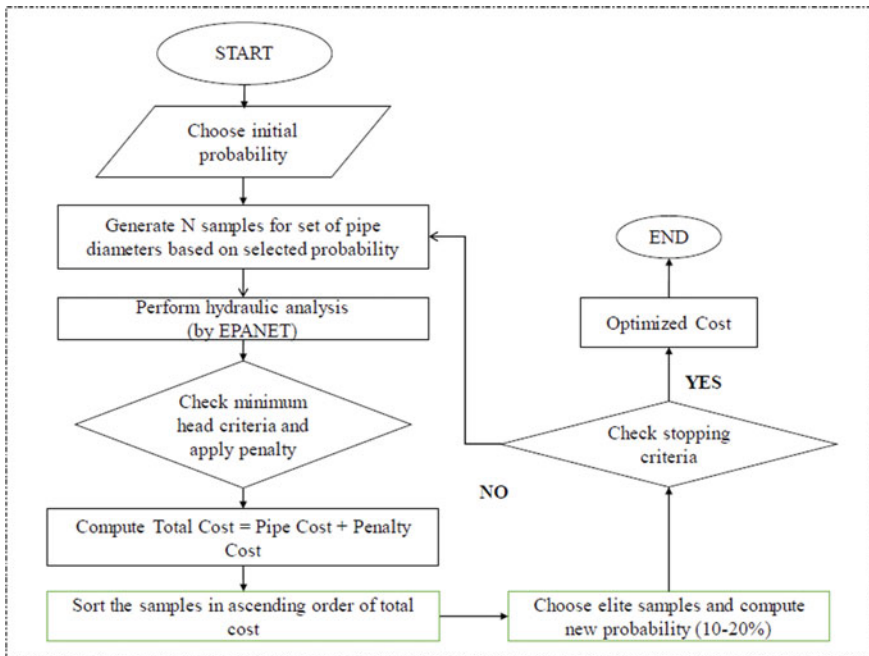 START
Choose initial
probability
Generate N samples for set of pipe
diameters based on selected probability
Perform hydraulic analysis
(by EPANET)
Check minimum
head criteria and
apply penalty
Compute Total Cost = Pipe Cost + Penalty
Cost
Sort the samples in ascending order of total
cost
Choose elite samples and compute
new probability (10-20%)
Check stopping
criteria
NO
YES
Optimized Cost
END